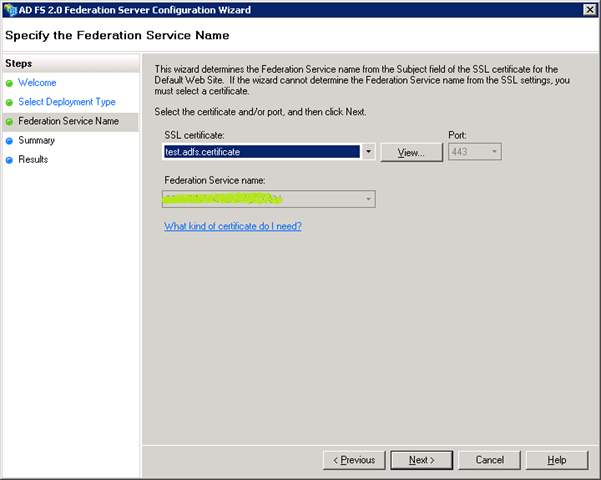 AD FS 2.0 Federation Server Configuration Wizard
Specify the Federation Service Name
Steps
Welcome
Select Deployment Type
Federation Service Name
Summary
Results
This wizard determines the Federation Service name from the Subject field of the SSL certificate for the
Default Web Site. If the wizard cannot determine the Federation Service name from the SSL settings, you
must select a certificate.
Select the certificate and/or port, and then click Next.
SSL certificate:
Port:
test.adfs.certificate
View...
443
Federation Service name:
What kind of certificate do I need?
< Previous
Next >
Cancel
Help